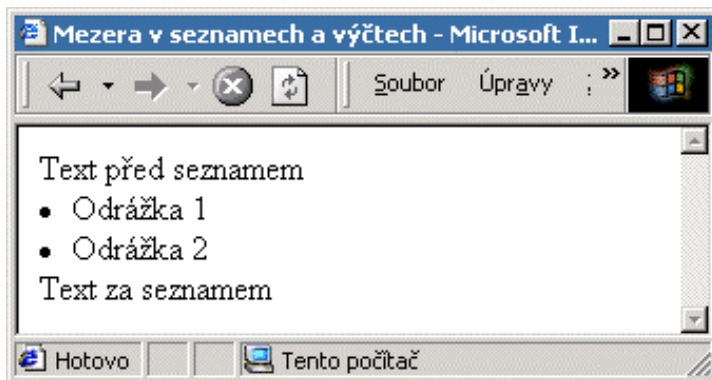 Mezera v seznamech a výčtech - Microsoft I...
Soubor Úpravy
Text před seznamem
• Odrážka 1
• Odrážka 2
Text za seznamem
Hotovo Tento počítač